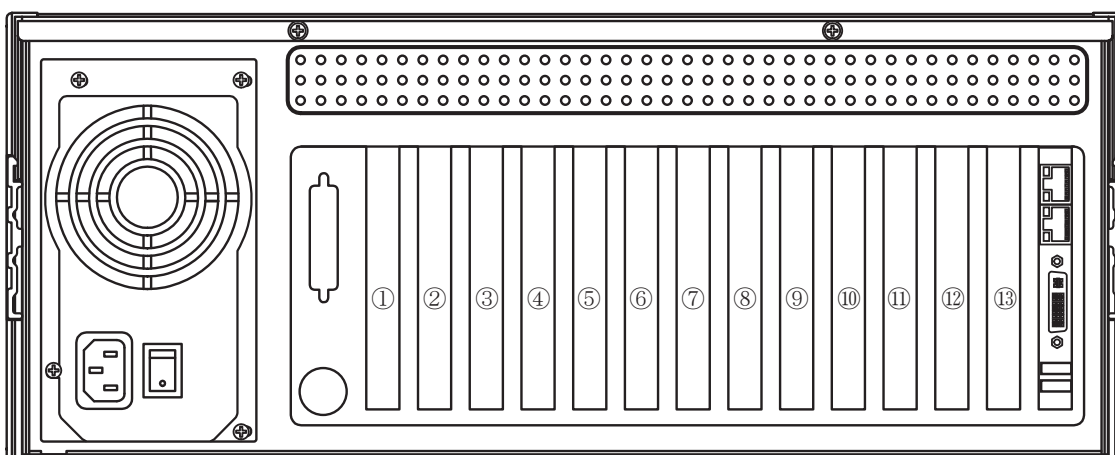 ① ② ③ ④ ⑤ ⑥ ⑦ ⑧ ⑨ ⑩ ⑪ ⑫ ⑬